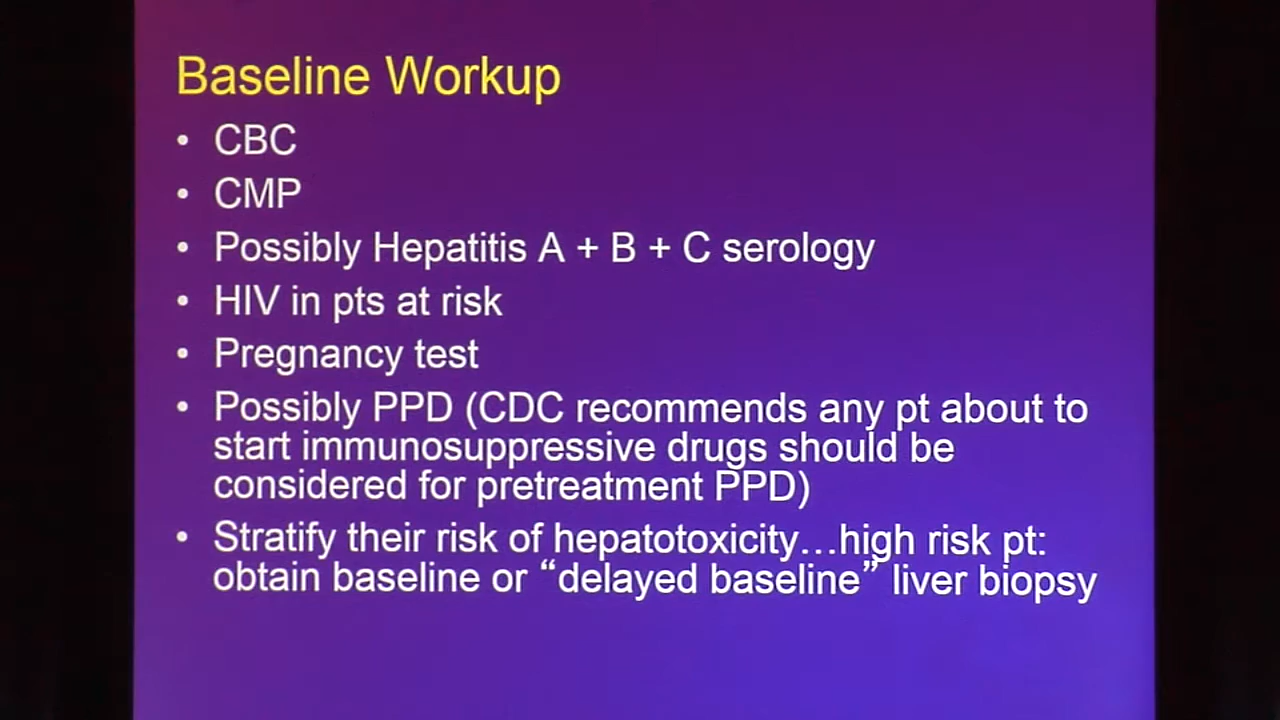 Baseline Workup
• CBC
• CMP
• Possibly Hepatitis A + B + C serology
• HIV in pts at risk
• Pregnancy test
• Possibly PPD (CDC recommends any pt about to
start immunosuppressive drugs should be
considered for pretreatment PPD)
• Stratify their risk of hepatotoxicity…high risk pt:
obtain baseline or “delayed baseline” liver biopsy